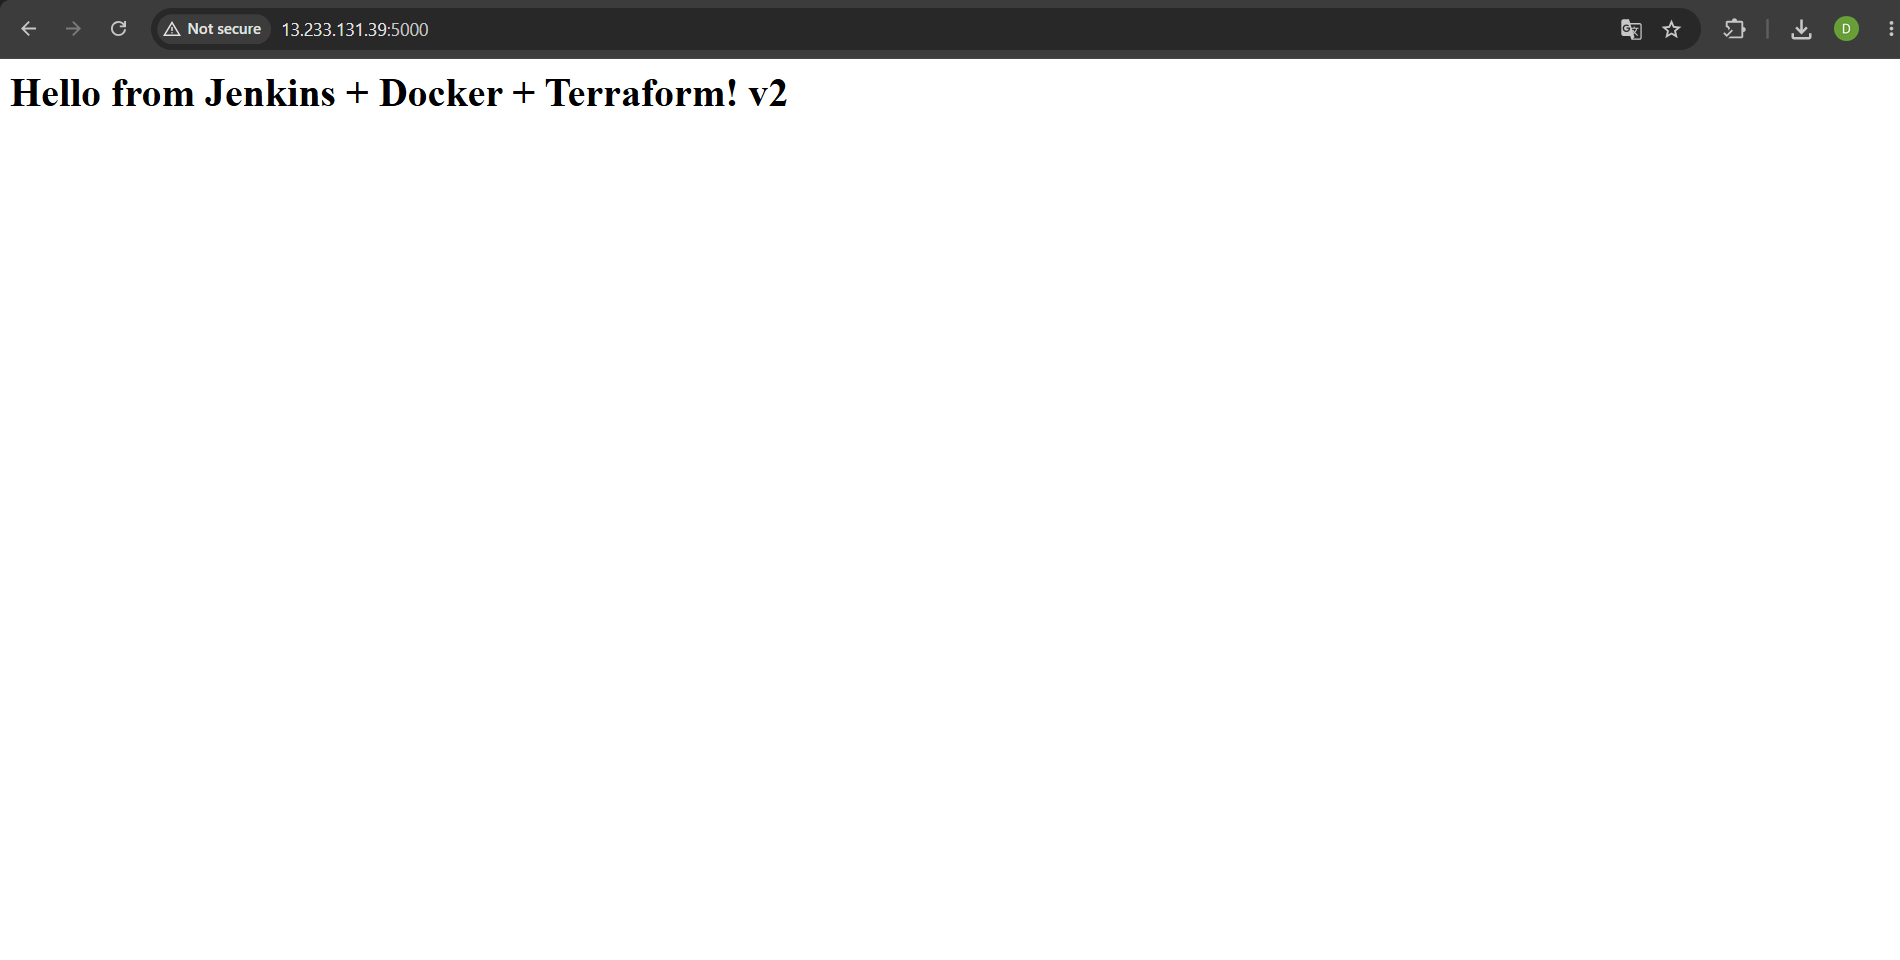 Not secure 13.233.131.39:5000
D
Hello from Jenkins + Docker + Terraform! v2